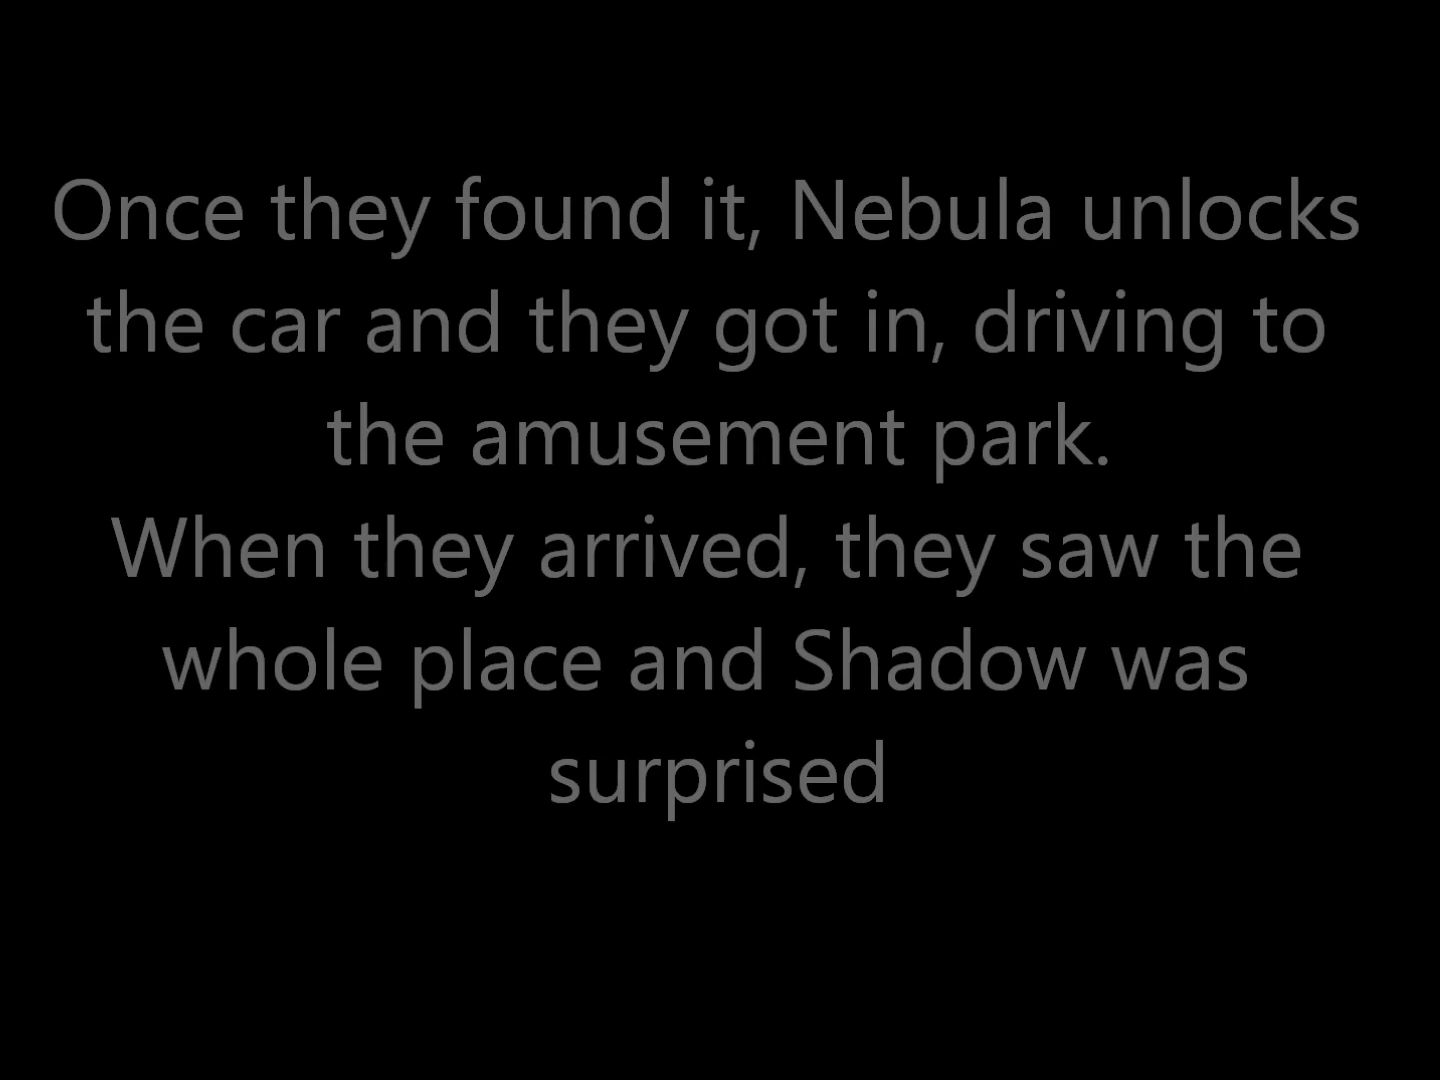 Once they found it, Nebula unlocks
the car and they got in, driving to
the amusement park.
When they arrived, they saw the
whole place and Shadow was
surprised